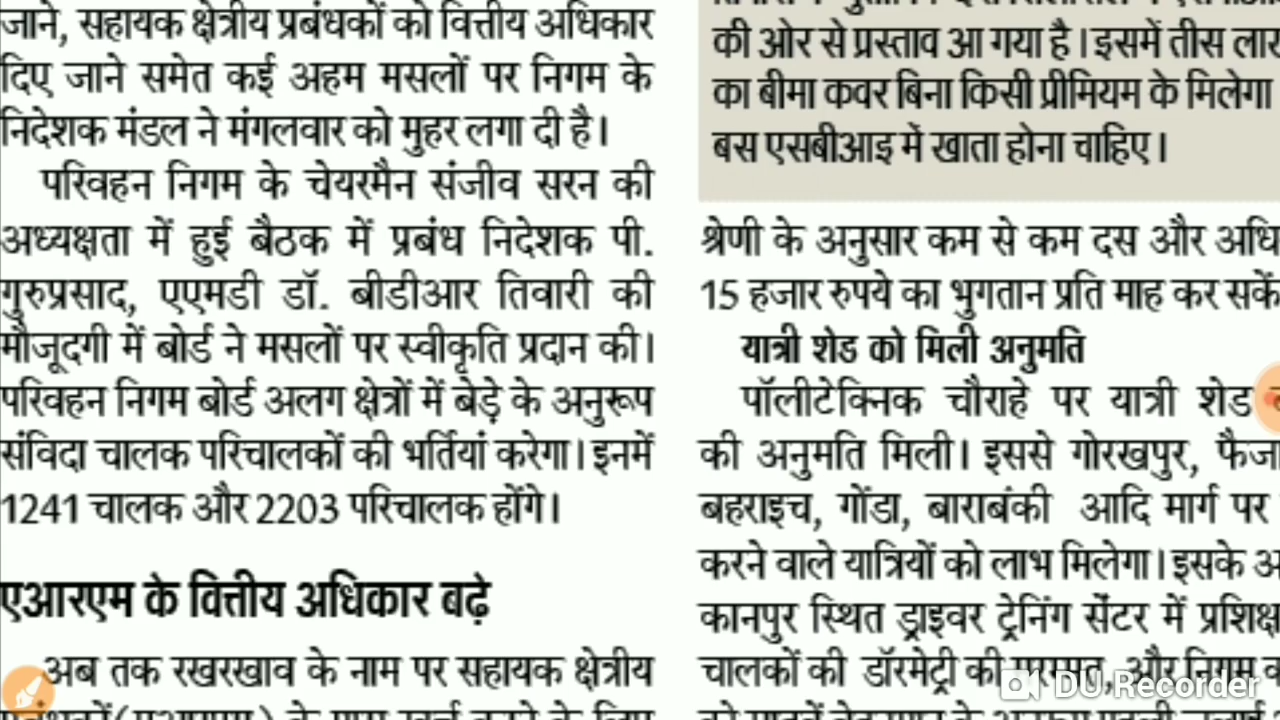 जाने, सहायक क्षेत्रीय प्रबंधकों को वित्तीय अधिकार
दिए जाने समेत कई अहम मसलों पर निगम के
निदेशक मंडल ने मंगलवार को मुहर लगा दी है।
परिवहन निगम के चेयरमैन संजीव सरन की
अध्यक्षता में हुई बैठक में प्रबंध निदेशक पी.
गुरुप्रसाद, एएमडी डॉ. बीडीआर तिवारी की
मौजूदगी में बोर्ड ने मसलों पर स्वीकृति प्रदान की।
परिवहन निगम बोर्ड अलग क्षेत्रों में बेड़े के अनुरूप
संविदा चालक परिचालकों की भर्तियां करेगा। इनमें
1241 चालक और 2203 परिचालक होंगे।
एआरएम के वित्तीय अधिकार बढ़े
अब तक रखरखाव के नाम पर सहायक क्षेत्रीय
की ओर से प्रस्ताव आ गया है। इसमें तीस
का बीमा कवर बिना किसी प्रीमियम के मिलेगा
बस एसबीआइ में खाता होना चाहिए।
श्रेणी के अनुसार कम से कम दस और
15 हजार रुपये का भुगतान प्रति माह कर सकें
यात्री शेड को मिली अनुमति
पॉलीटेक्निक चौराहे पर यात्री शेड
की अनुमति मिली। इससे गोरखपुर,
बहराइच, गोंडा, बाराबंकी आदि मार्ग पर
करने वाले यात्रियों को लाभ मिलेगा। इसके
कानपुर स्थित ड्राइवर ट्रेनिंग सेंटर में
चालकों की डॉरमेट्री की मरम्मत, और निगम
DU Recorder